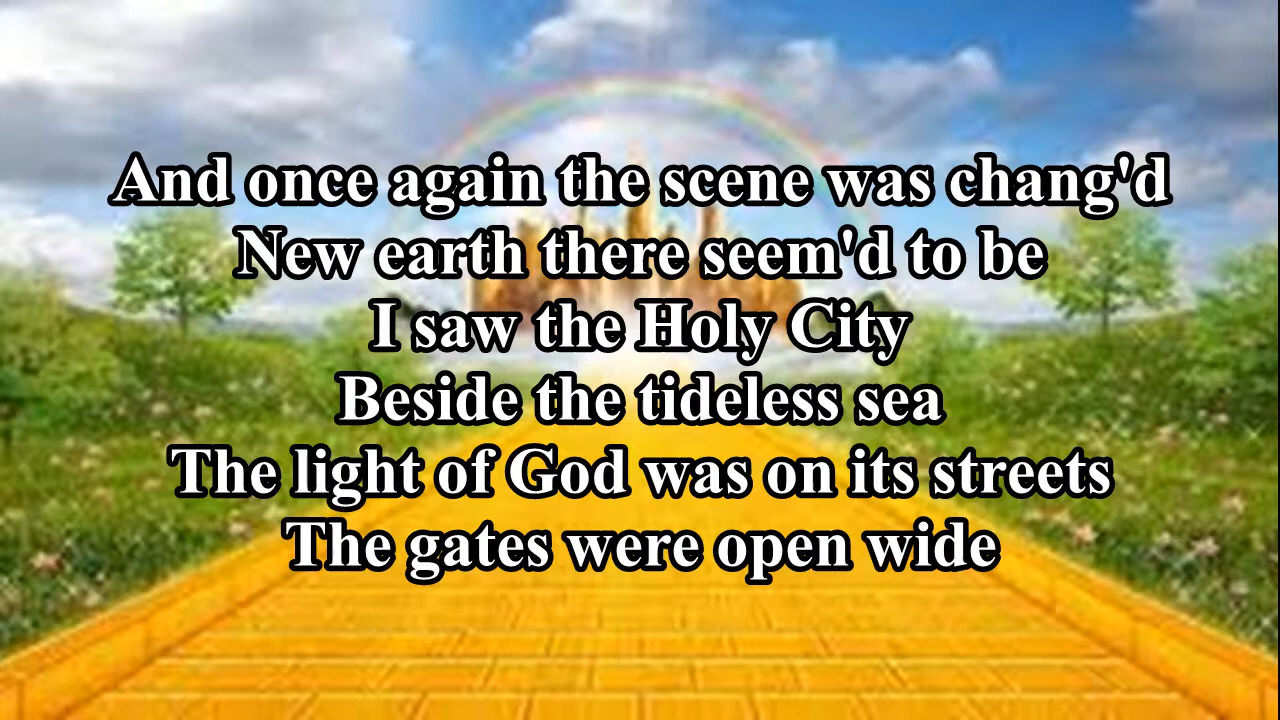 And once again the scene was chang'd
New earth there seem'd to be
I saw the Holy City
Beside the tideless sea
The light of God was on its streets
The gates were open wide